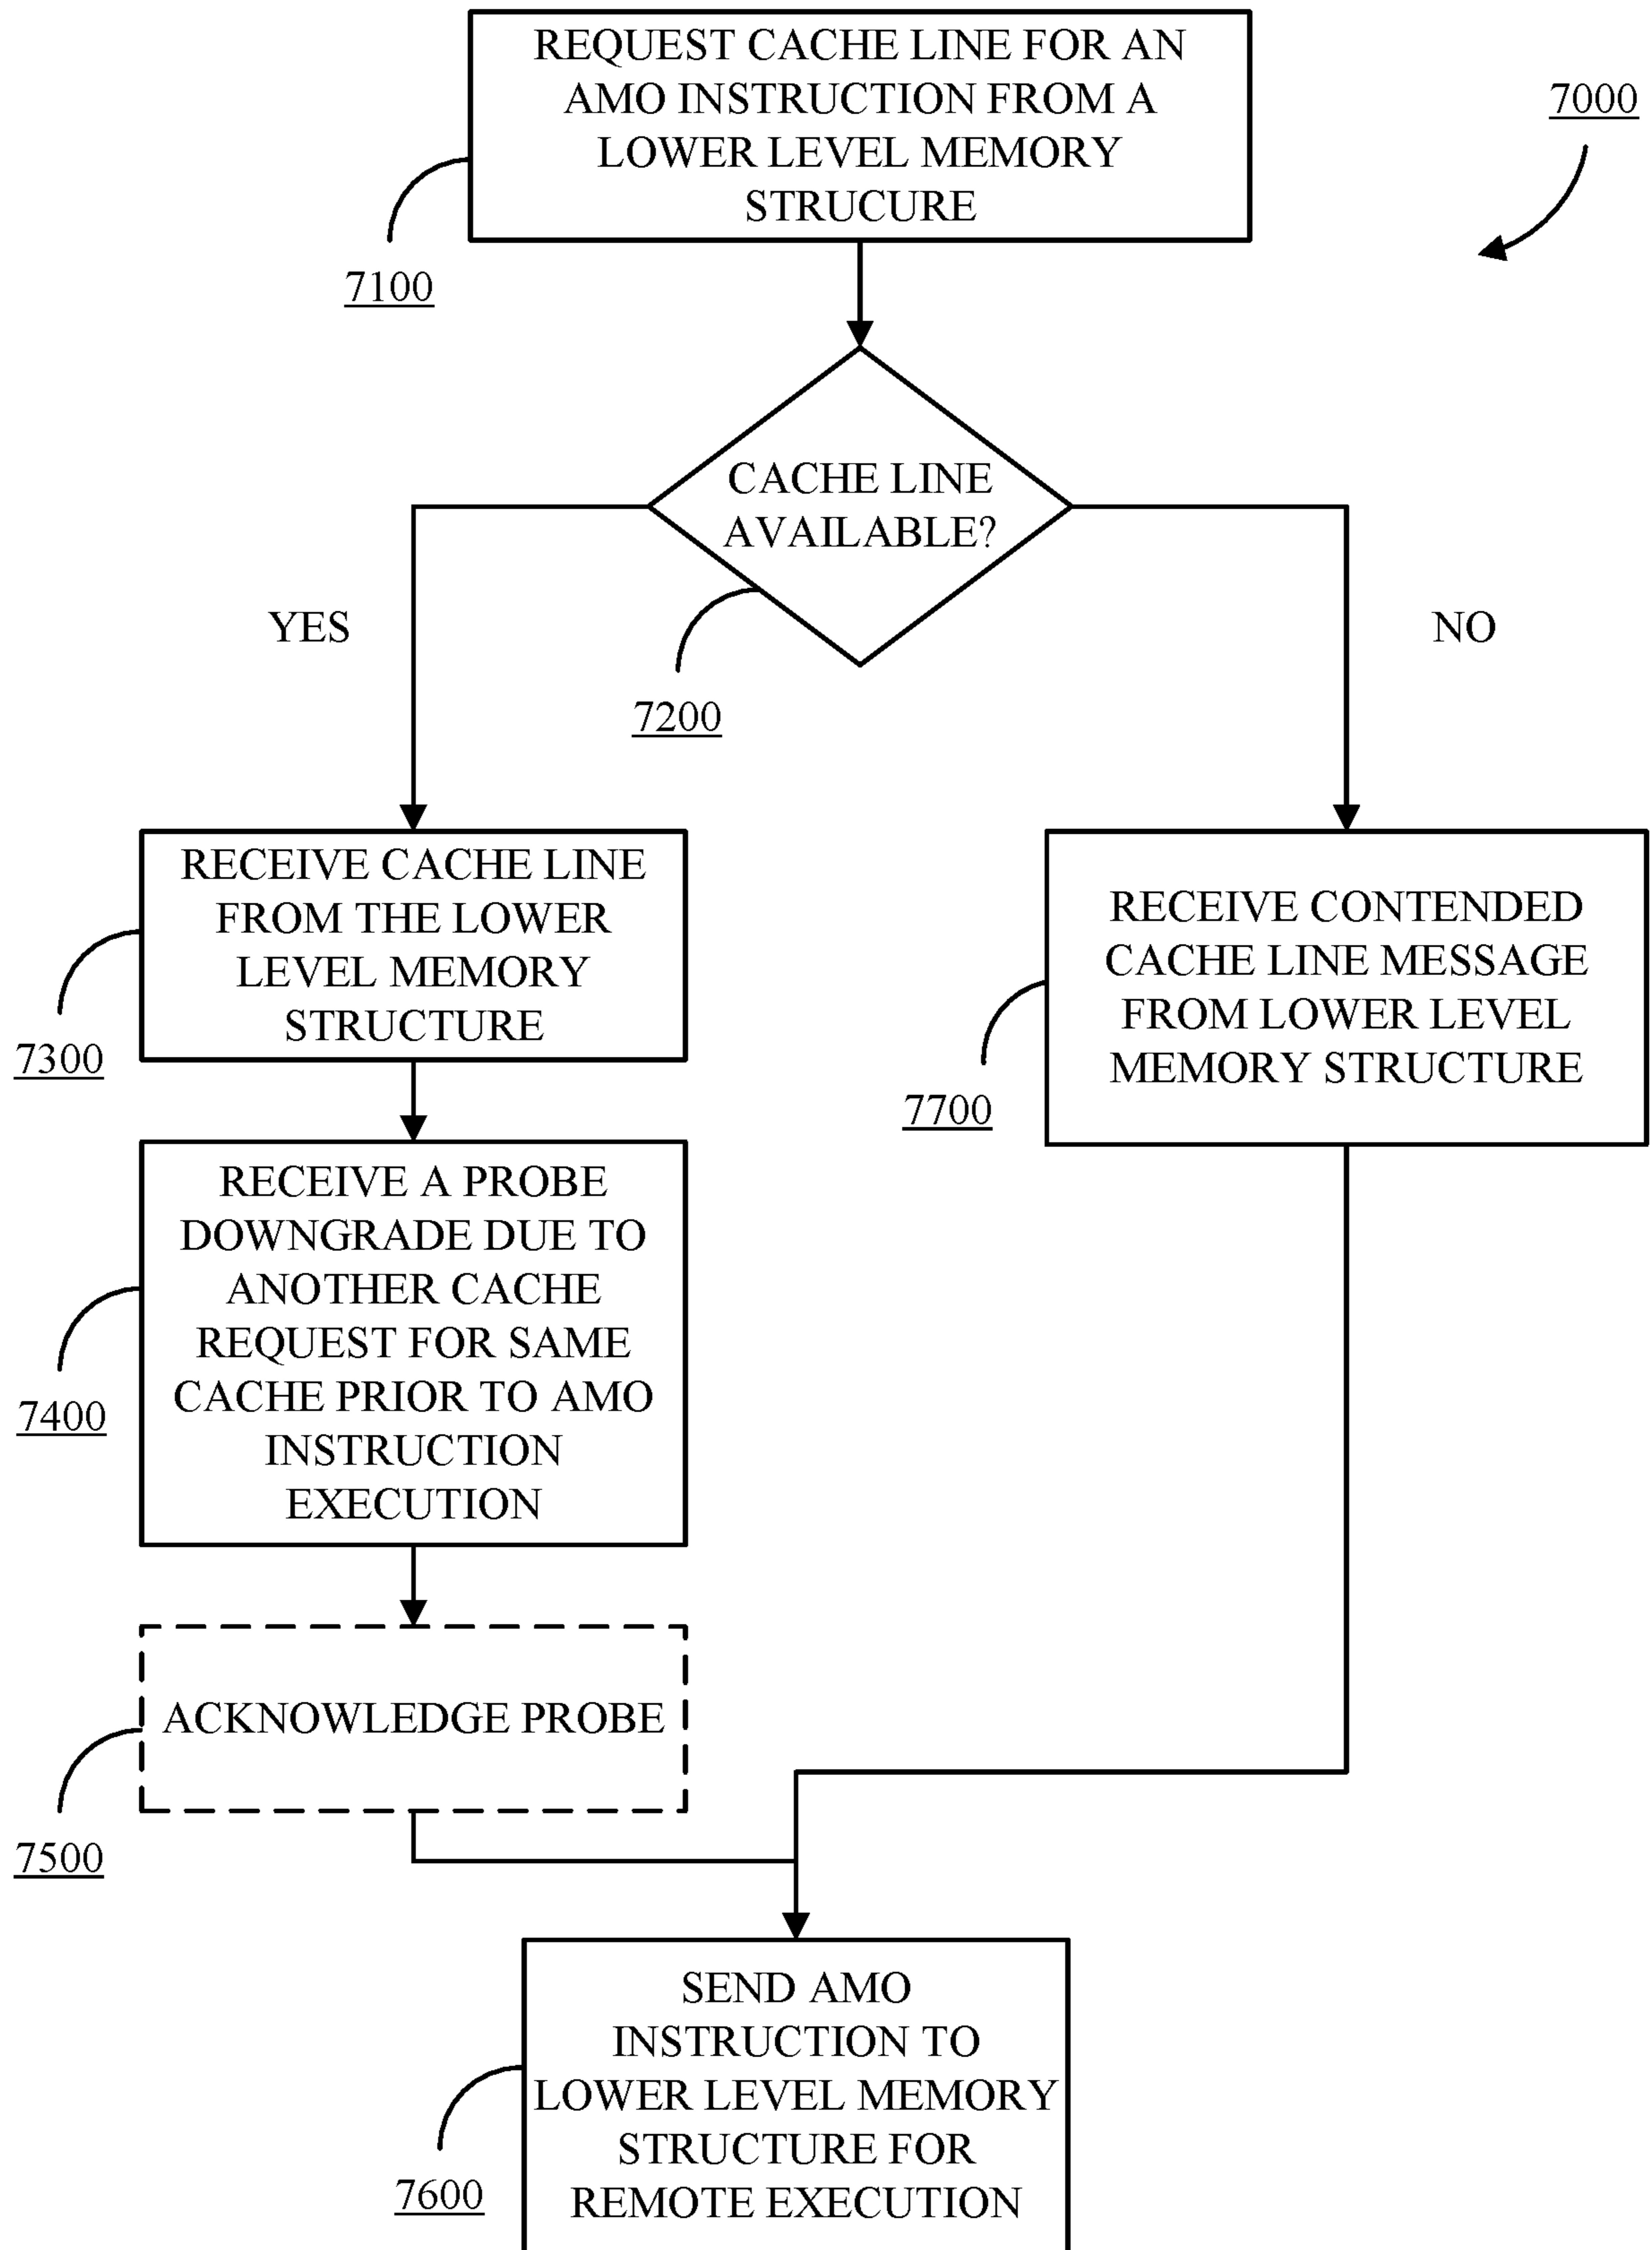 REQUEST CACHE LINE FOR AN
AMO INSTRUCTION FROM A
LOWER LEVEL MEMORY
STRUCURE
7000
7100
CACHE LINE
AVAILABLE?
YES
NO
7200
RECEIVE CACHE LINE
FROM THE LOWER
LEVEL MEMORY
STRUCTURE
7300
RECEIVE CONTENDED
CACHE LINE MESSAGE
FROM LOWER LEVEL
MEMORY STRUCTURE
7700
RECEIVE A PROBE
DOWNGRADE DUE TO
ANOTHER CACHE
REQUEST FOR SAME
CACHE PRIOR TO AMO
INSTRUCTION
EXECUTION
7400
ACKNOWLEDGE PROBE
7500
SEND AMO
INSTRUCTION TO
LOWER LEVEL MEMORY
STRUCTURE FOR
REMOTE EXECUTION
7600